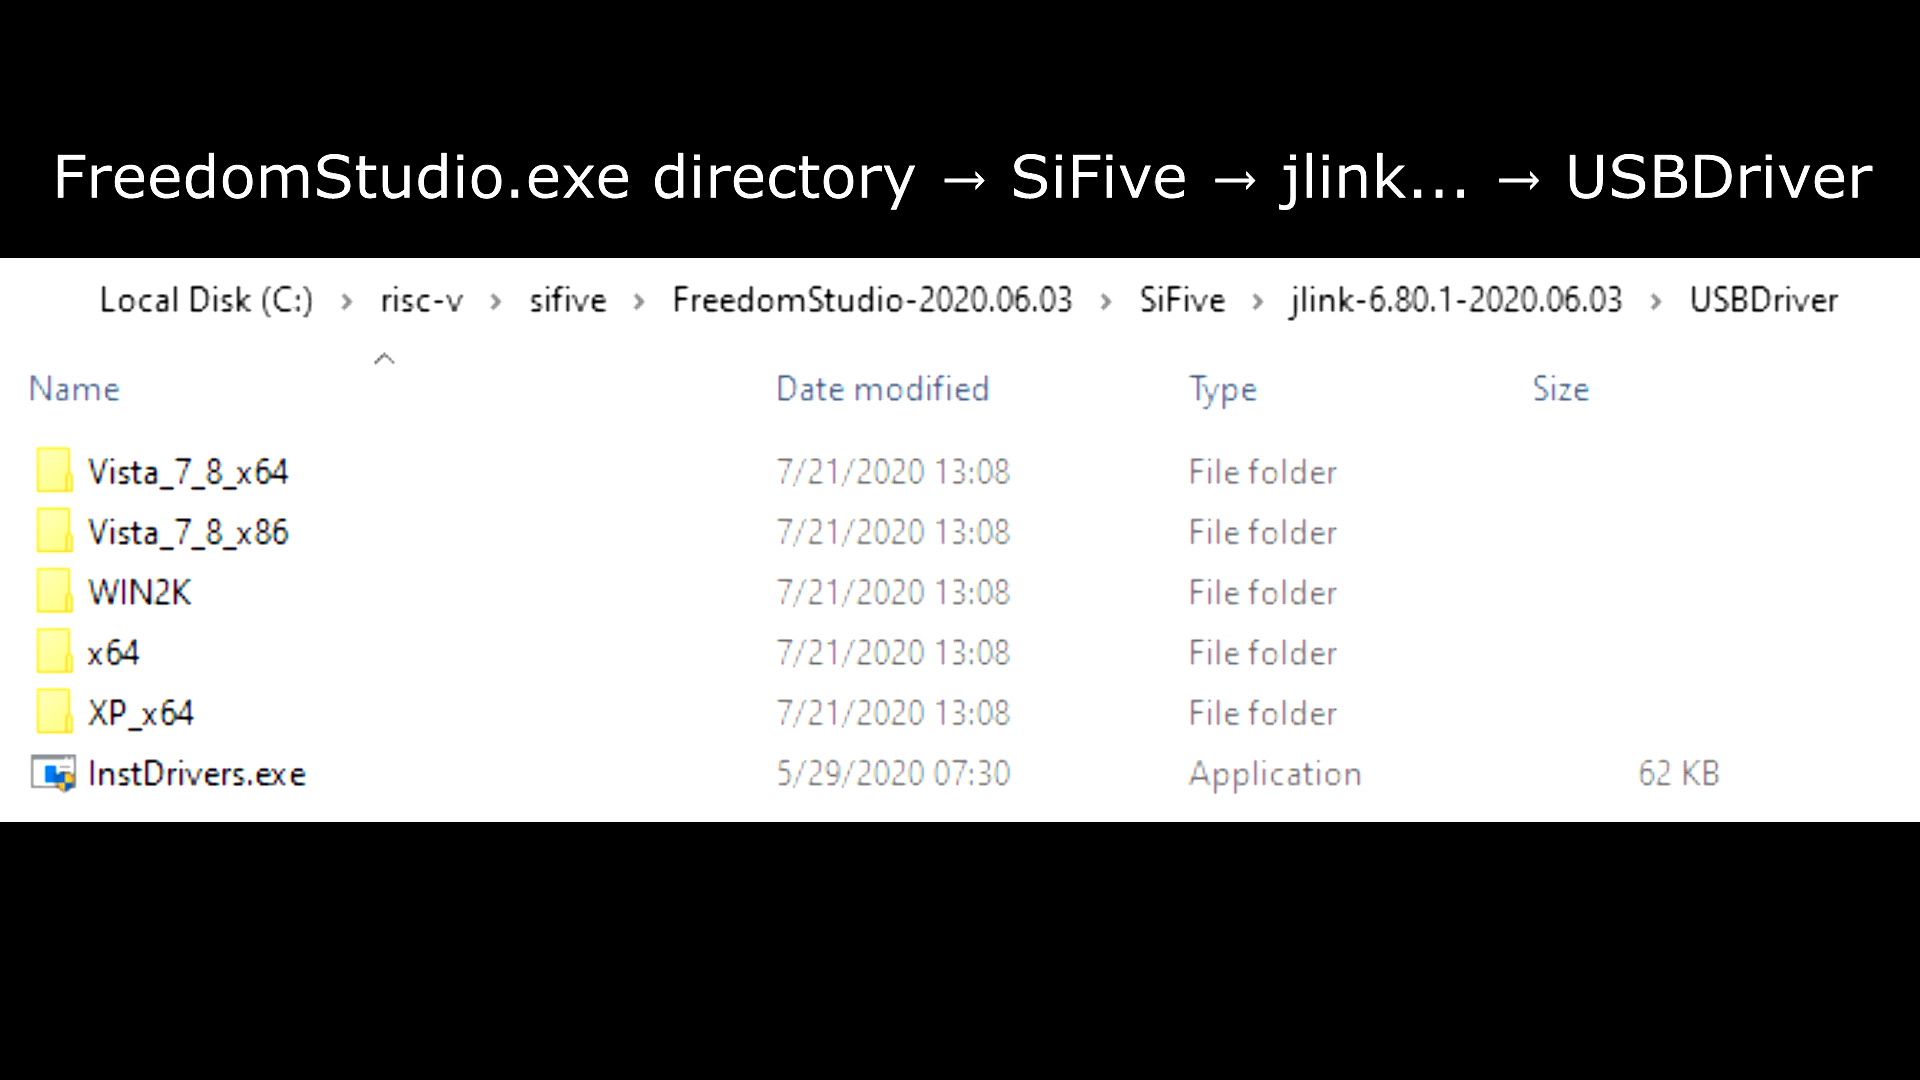 FreedomStudio.exe directory → SiFive → jlink... → USBDriver
Local Disk (C:) > risc-v > sifive > FreedomStudio-2020.06.03 > SiFive > jlink-6.80.1-2020.06.03 > USBDriver
Name Date modified Type Size
Vista_7_8_x64 7/21/2020 13:08 File folder
Vista_7_8_x86 7/21/2020 13:08 File folder
WIN2K 7/21/2020 13:08 File folder
x64 7/21/2020 13:08 File folder
XP_x64 7/21/2020 13:08 File folder
InstDrivers.exe 5/29/2020 07:30 Application 62 KB